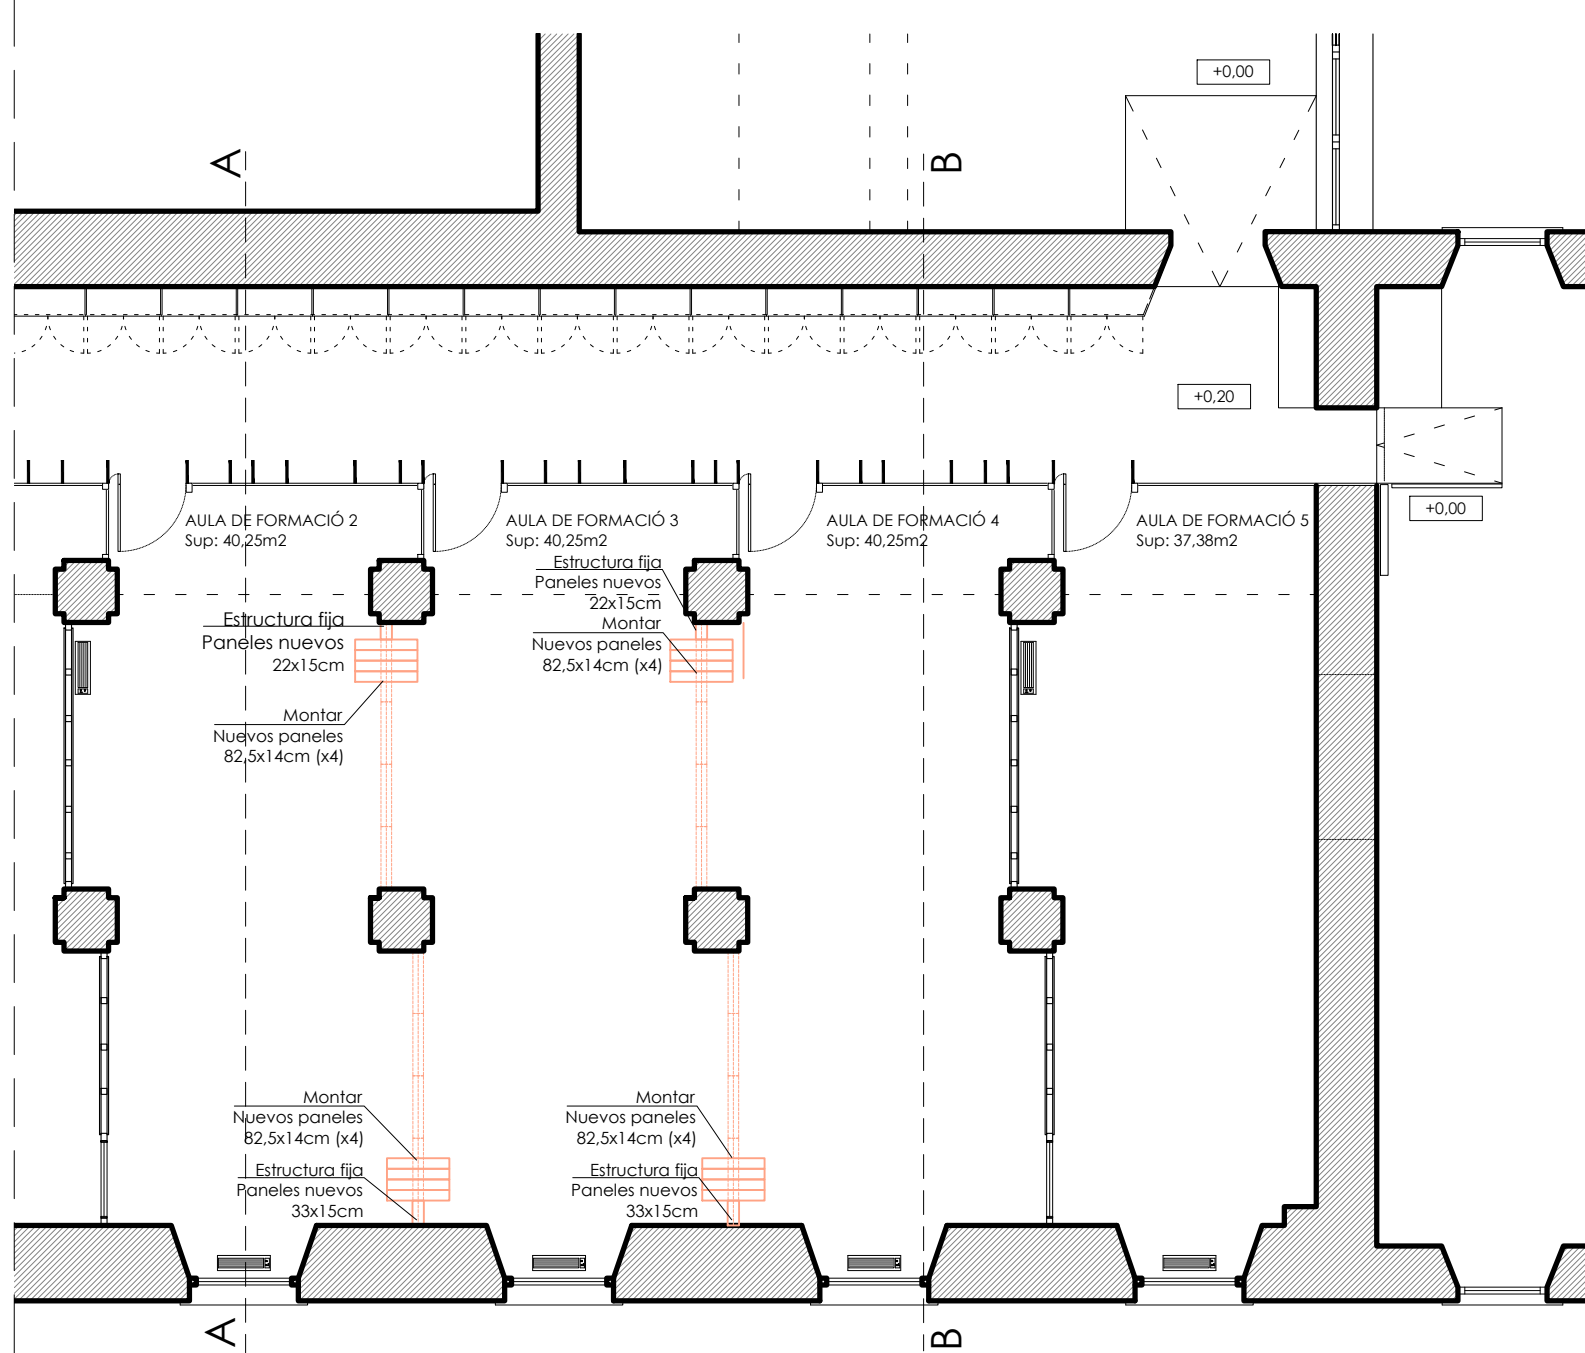 +0,00
A
B
+0,20
+0,00
AULA DE FORMACIÓ 2
Sup: 40,25m2
AULA DE FORMACIÓ 3
Sup: 40,25m2
AULA DE FORMACIÓ 4
Sup: 40,25m2
AULA DE FORMACIÓ 5
Sup: 37,38m2
Estructura fija
Paneles nuevos
22x15cm
Montar
Nuevos paneles
82,5x14cm (x4)
Estructura fija
Paneles nuevos
22x15cm
Montar
Nuevos paneles
82,5x14cm (x4)
Montar
Nuevos paneles
82,5x14cm (x4)
Estructura fija
Paneles nuevos
33x15cm
Montar
Nuevos paneles
82,5x14cm (x4)
Estructura fija
Paneles nuevos
33x15cm
A
B